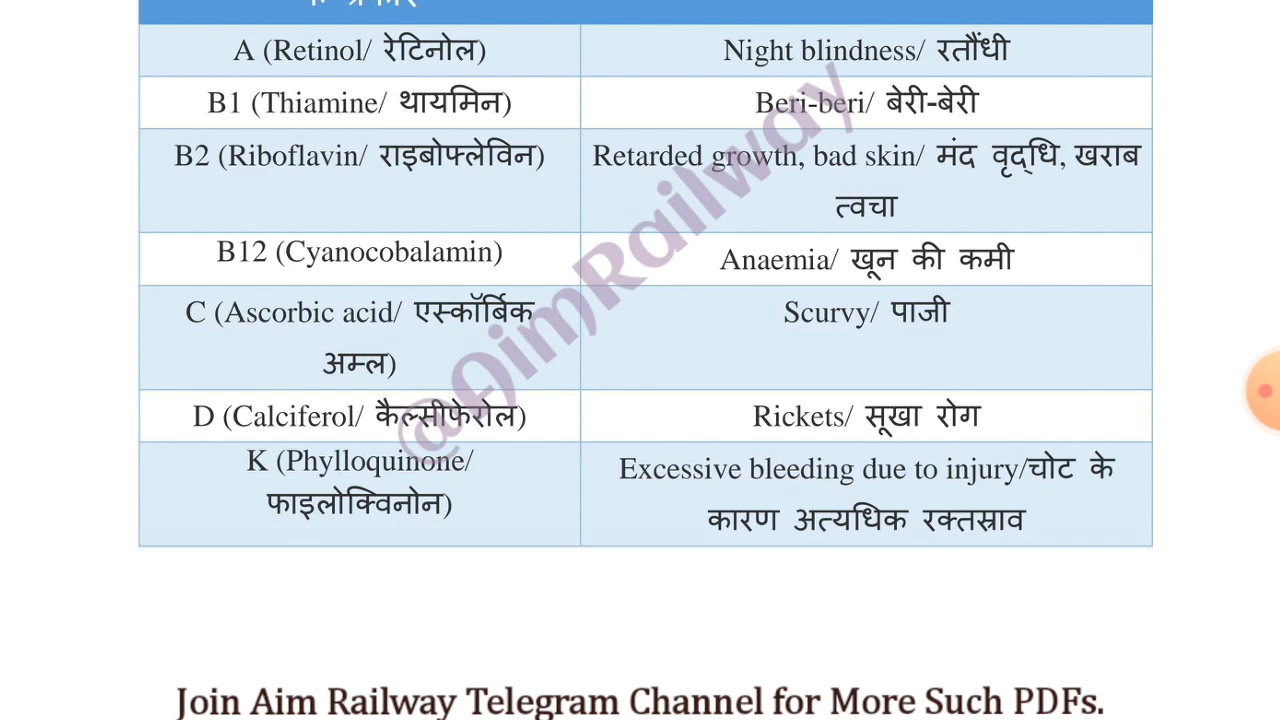 के प्रकार
A (Retinol/ रेटिनोल)
Night blindness/ रतौंधी
B1 (Thiamine/ थायमिन)
Beri-beri/ बेरी-बेरी
B2 (Riboflavin/ राइबोफ्लेविन)
Retarded growth, bad skin/ मंद वृद्धि, खराब
त्वचा
B12 (Cyanocobalamin)
Anaemia/ खून की कमी
C (Ascorbic acid/ एस्कॉर्बिक
अम्ल)
Scurvy/ पाजी
D (Calciferol/ कैल्सीफेरोल)
Rickets/ सूखा रोग
K (Phylloquinone/
फाइलोक्विनोन)
Excessive bleeding due to injury/चोट के
कारण अत्यधिक रक्तस्राव
@AimRailway
Join Aim Railway Telegram Channel for More Such PDFs.